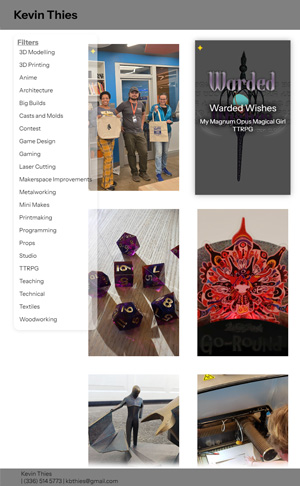 Kevin Thies
Filters
3D Modelling
3D Printing
Anime
Architecture
Big Builds
Casts and Molds
Contest
Game Design
Gaming
Laser Cutting
Makerspace Improvements
Metalworking
Mini Makes
Printmaking
Programming
Props
Studio
TTRPG
Teaching
Technical
Textiles
Woodworking
Warded
Warded Wishes
My Magnum Opus Magical Girl
TTRPG
GO-ROUND
Kevin Thies
| (336) 514 5773 | kbthies@gmail.com